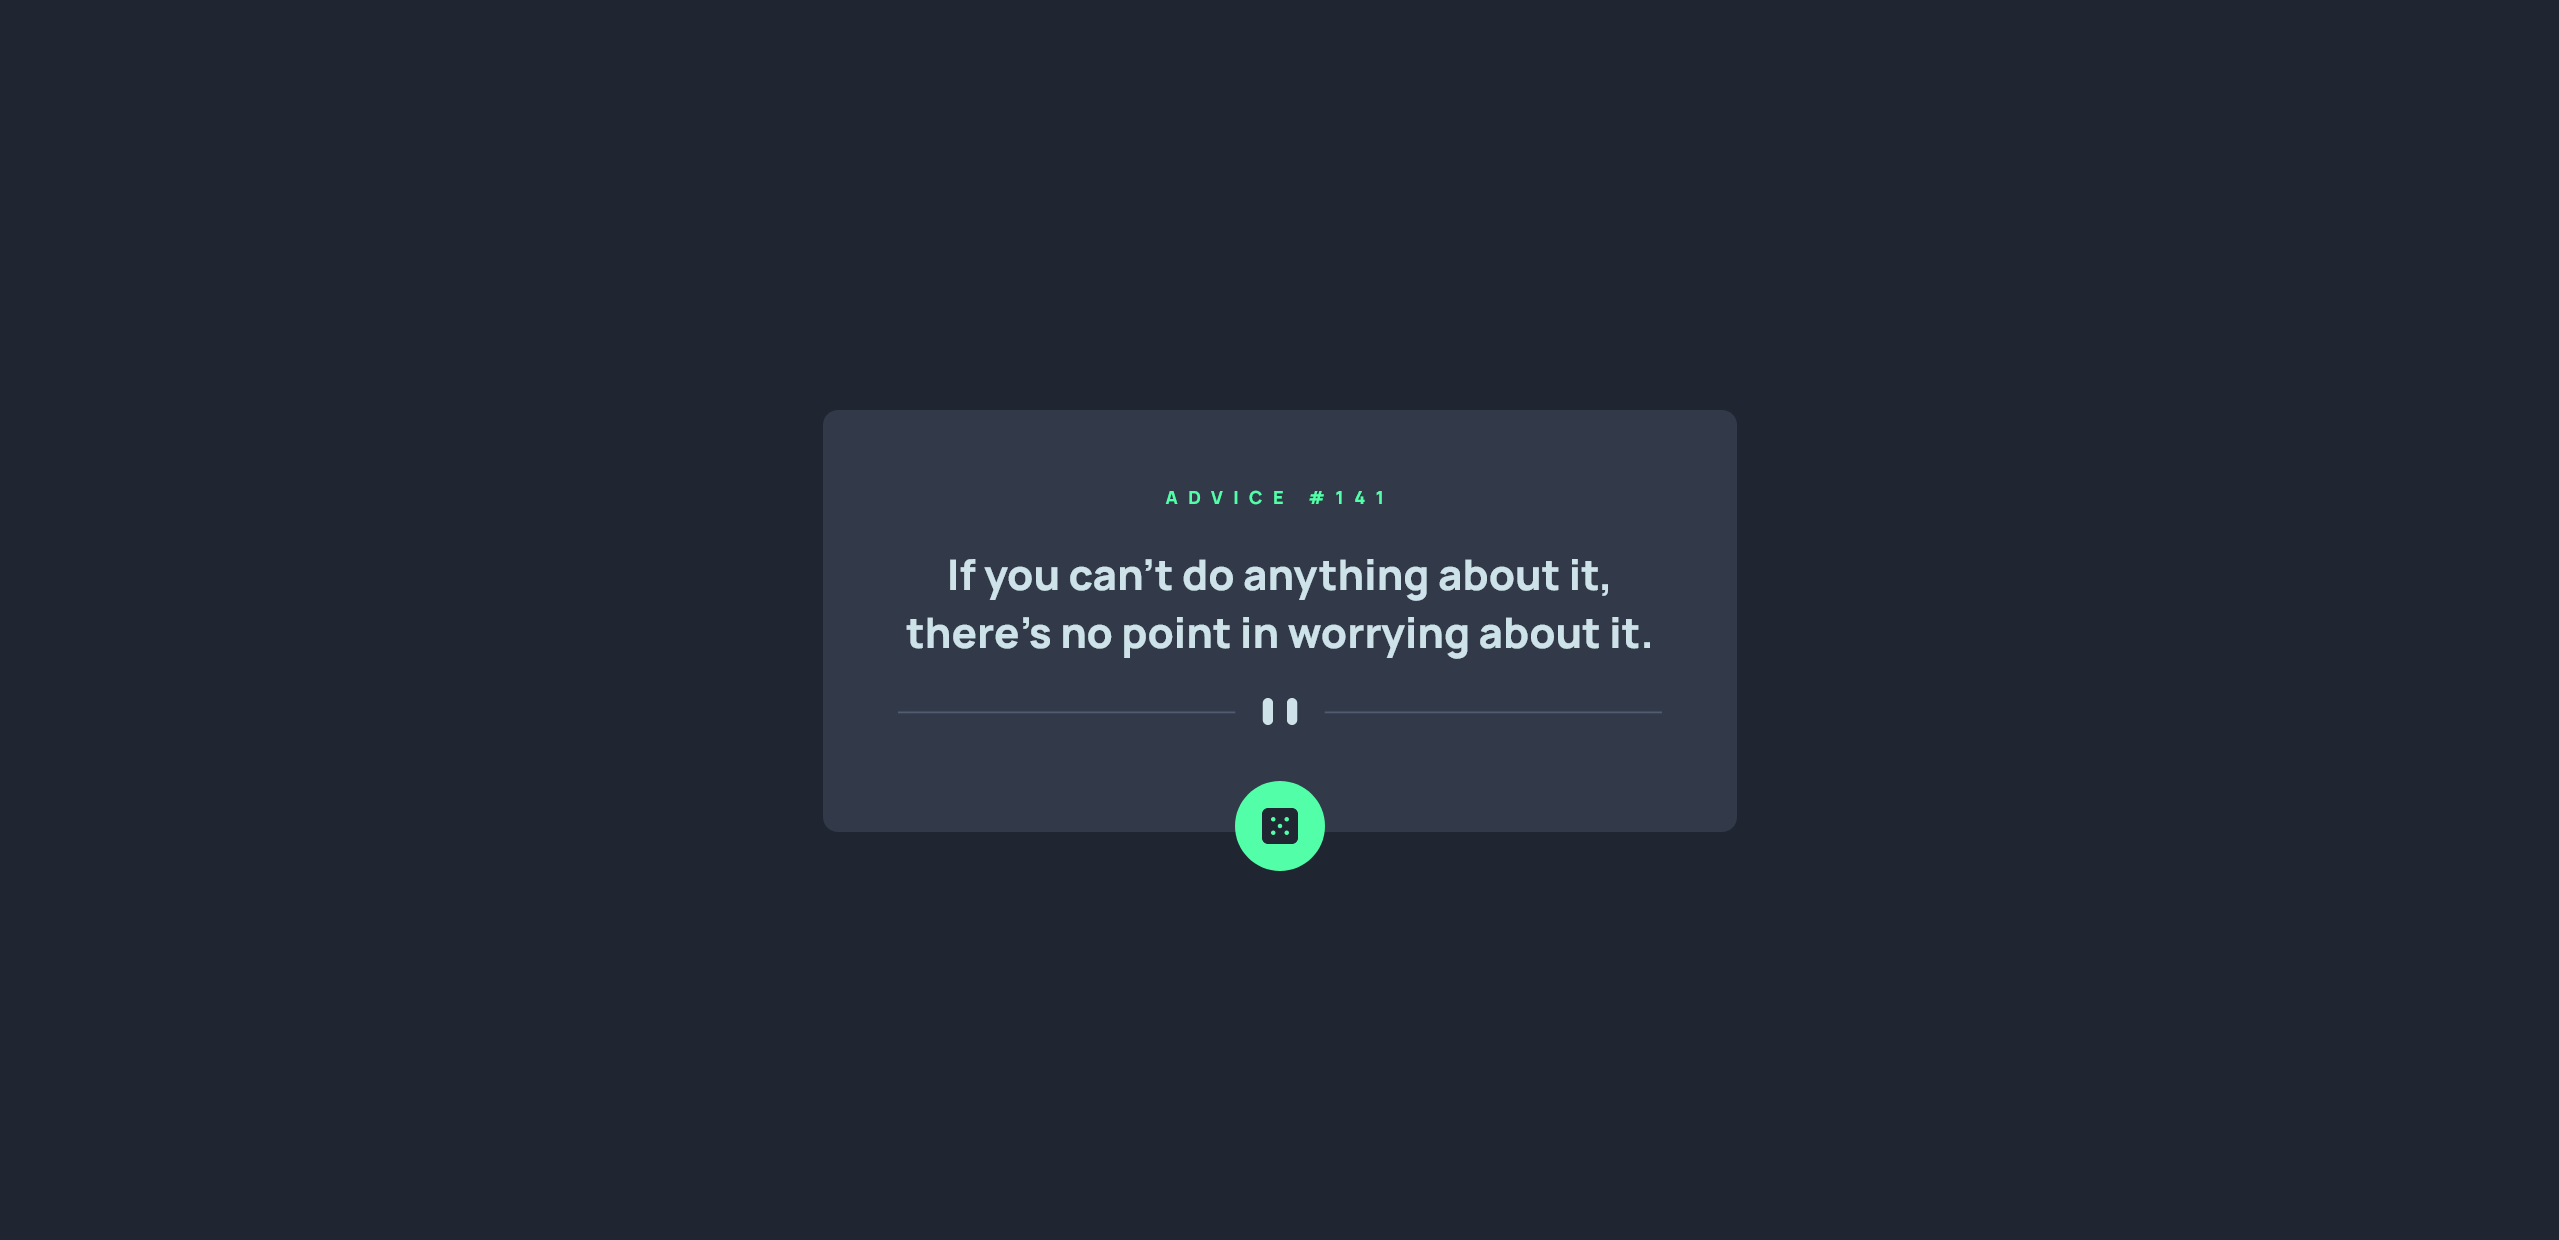 ADVICE #141
If you can’t do anything about it,
there’s no point in worrying about it.